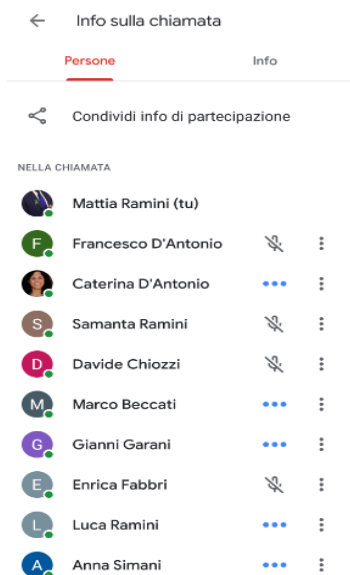 Info sulla chiamata
Persone Info
Condividi info di partecipazione
NELLA CHIAMATA
Mattia Ramini (tu)
F Francesco D'Antonio
Caterina D'Antonio
S Samanta Ramini
D Davide Chiozzi
M Marco Beccati
G Gianni Garani
E Enrica Fabbri
L Luca Ramini
A Anna Simani